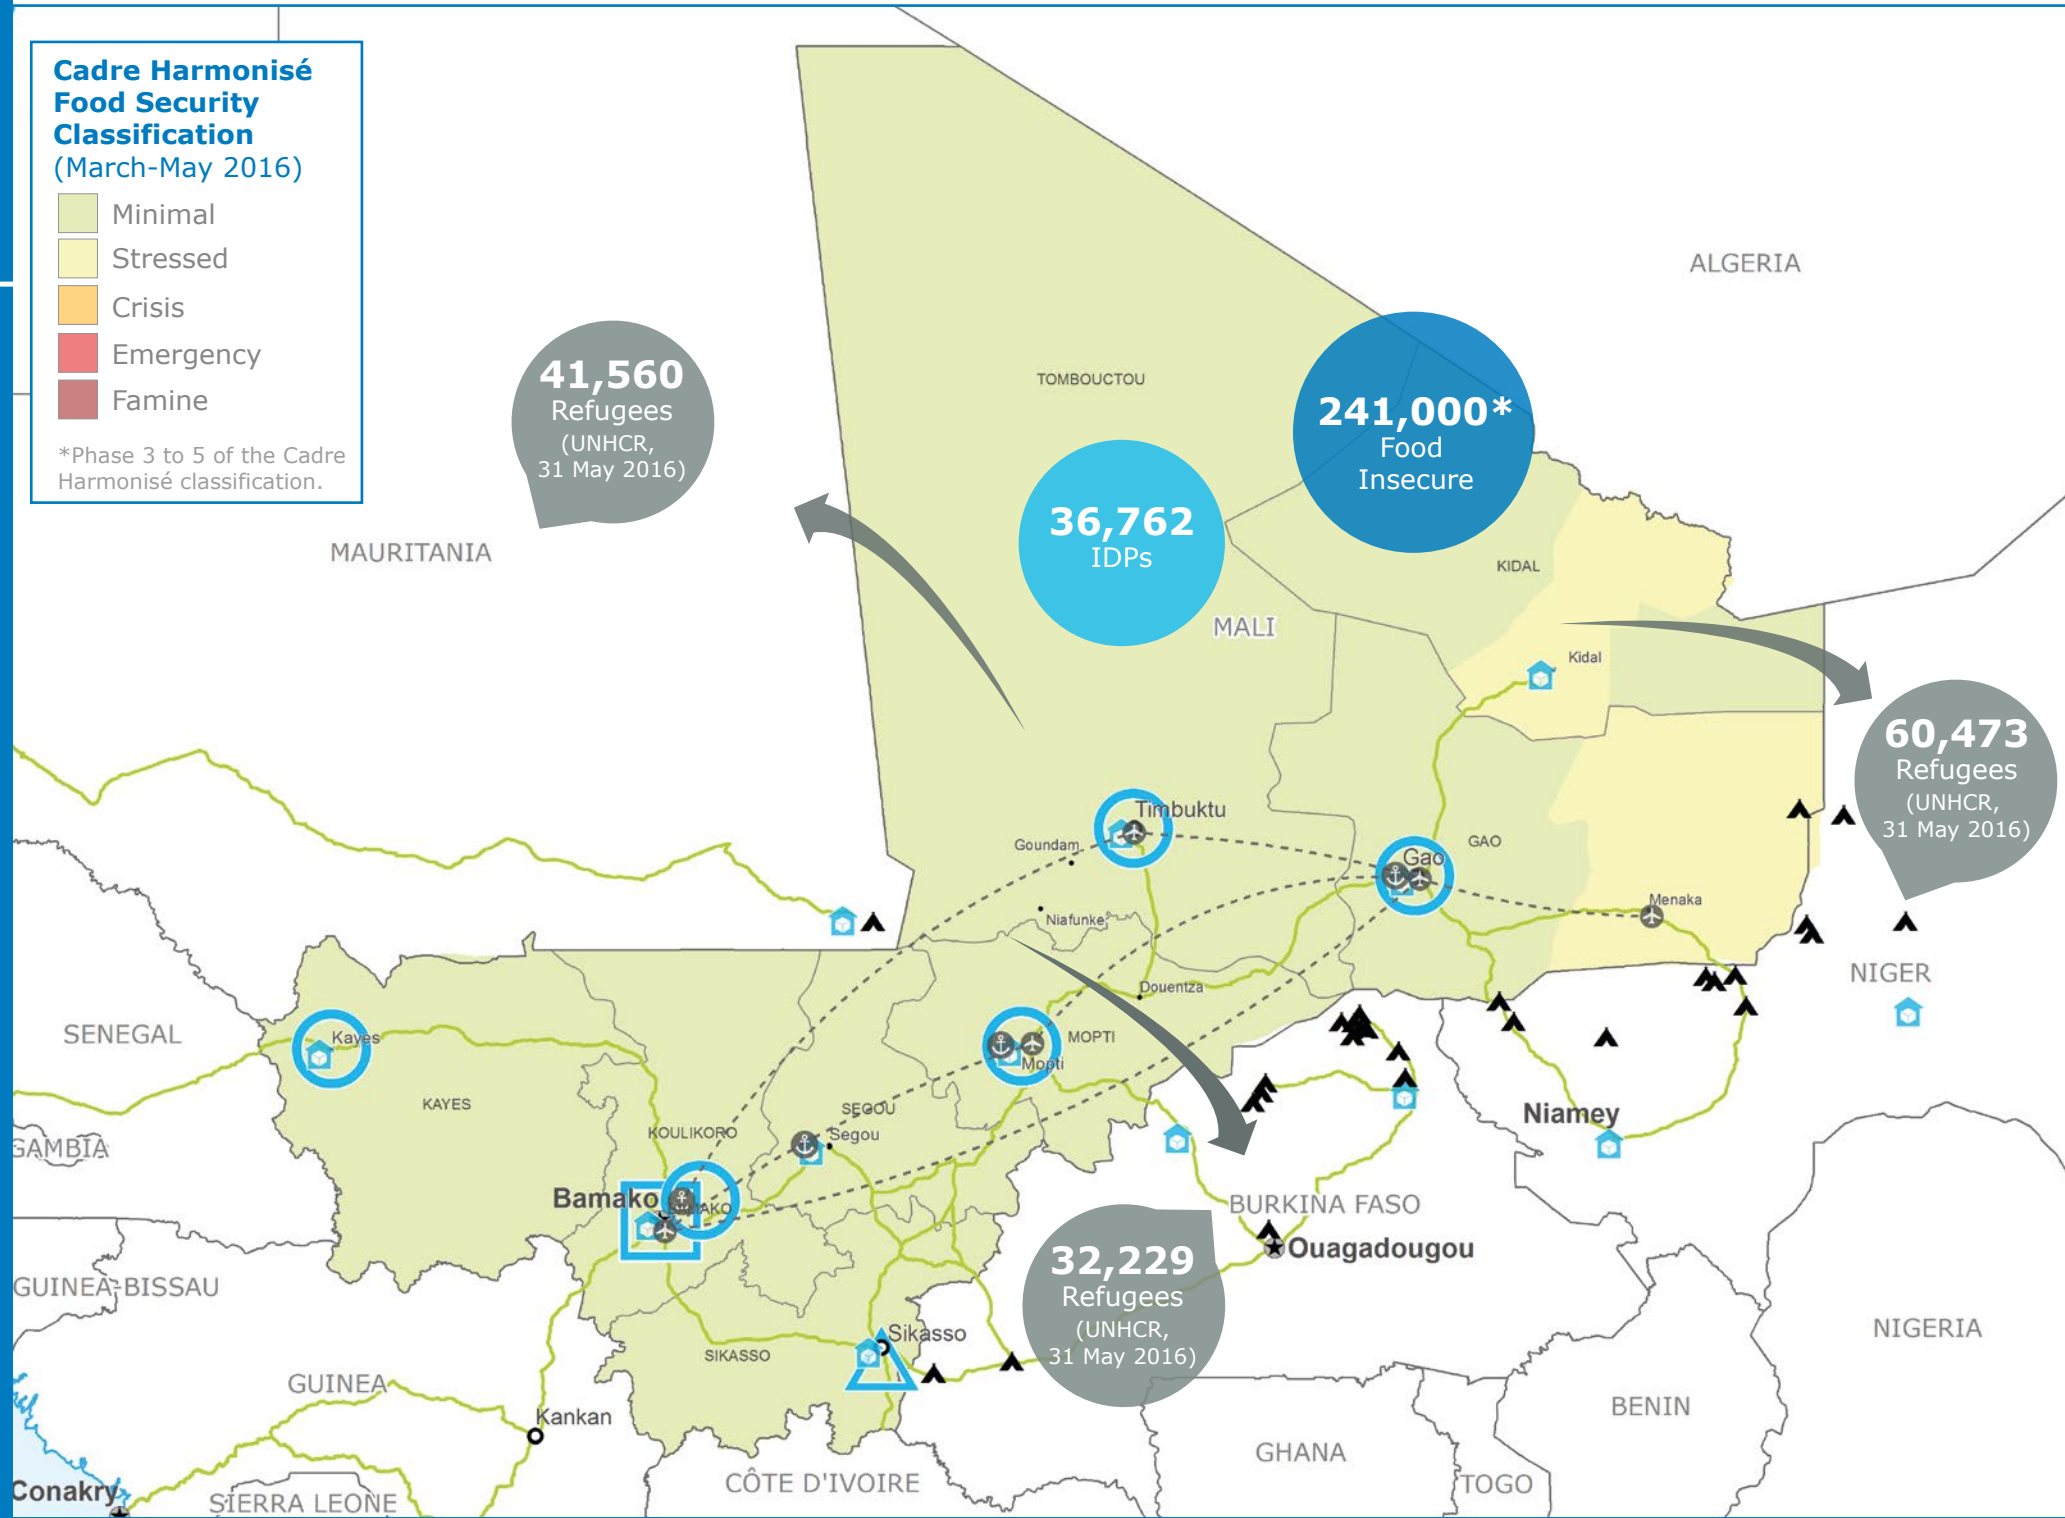 Cadre Harmonisé
Food Security
Classification
(March-May 2016)
Minimal
Stressed
Crisis
Emergency
Famine
*Phase 3 to 5 of the Cadre
Harmonisé classification.
ALGERIA
41,560
Refugees
(UNHCR,
31 May 2016)
TOMBOUCTOU
241,000*
Food
Insecure
36,762
IDPs
MAURITANIA
KIDAL
MALI
Kidal
60,473
Refugees
(UNHCR,
31 May 2016)
Timbuktu
Goundam
GAO
Gao
Menaka
Niafunke
NIGER
Douentza
SENEGAL
Kayes
MOPTI
Mopti
KAYES
SEGOU
Segou
KOULIKORO
Niamey
GAMBIA
Bamako
BAMAKO
BURKINA FASO
Ouagadougou
32,229
Refugees
(UNHCR,
31 May 2016)
GUINEA-BISSAU
Sikasso
SIKASSO
NIGERIA
GUINEA
Kankan
BENIN
GHANA
CÔTE D'IVOIRE
TOGO
Conakry
SIERRA LEONE